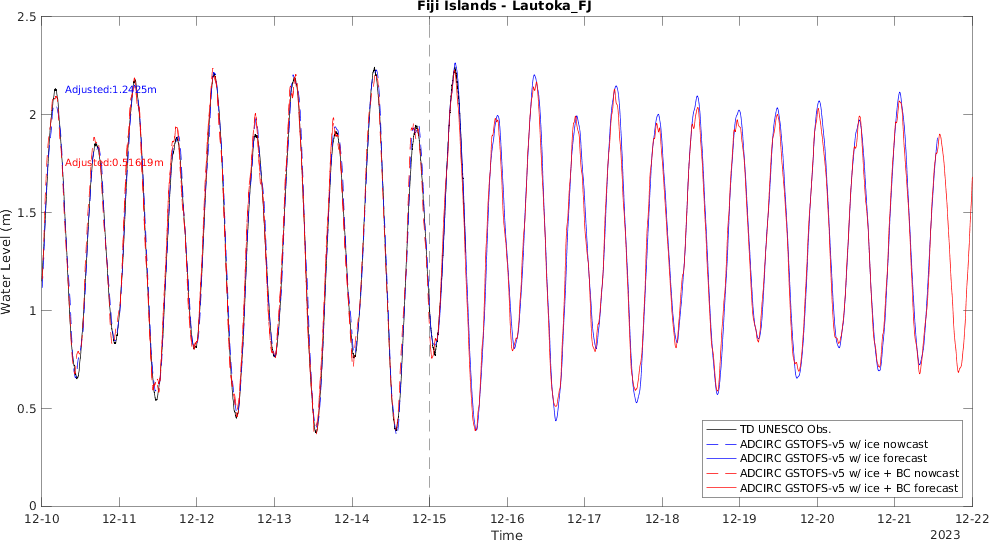 Fiji Islands - Lautoka_FJ
2.5
Adjusted:1.2425m
2
Adjusted:0.51619m
1.5
Water Level (m)
1
0.5
TD UNESCO Obs.
ADCIRC GSTOFS-v5 w/ ice nowcast
ADCIRC GSTOFS-v5 w/ ice forecast
ADCIRC GSTOFS-v5 w/ ice + BC nowcast
ADCIRC GSTOFS-v5 w/ ice + BC forecast
0
12-10 12-11 12-12 12-13 12-14 12-15 12-16 12-17 12-18 12-19 12-20 12-21 12-22
Time
2023